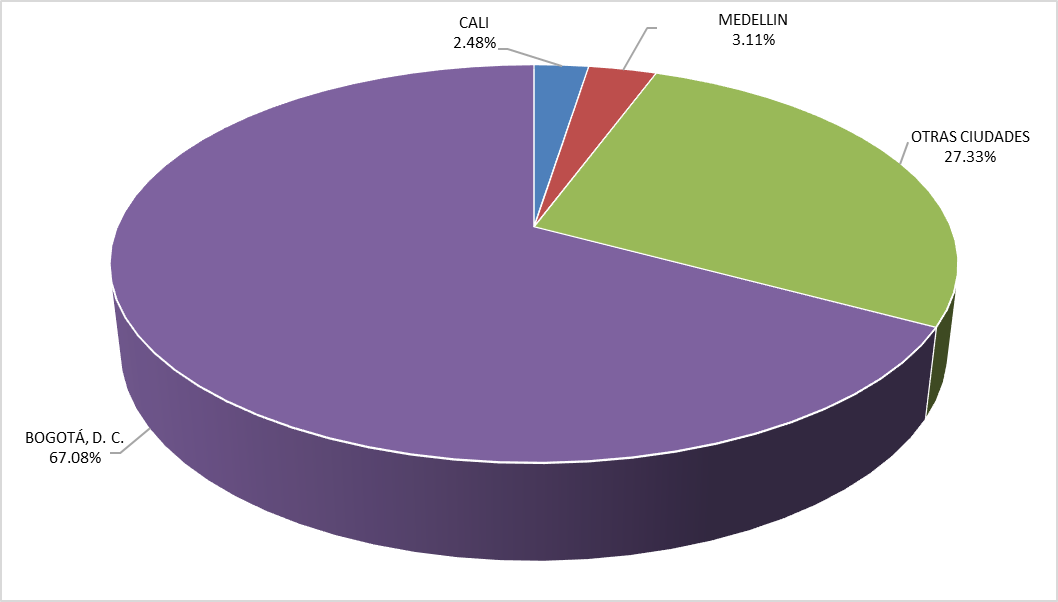 CALI
2.48%
MEDELLIN
3.11%
OTRAS CIUDADES
27.33%
BOGOTÁ, D. C.
67.08%